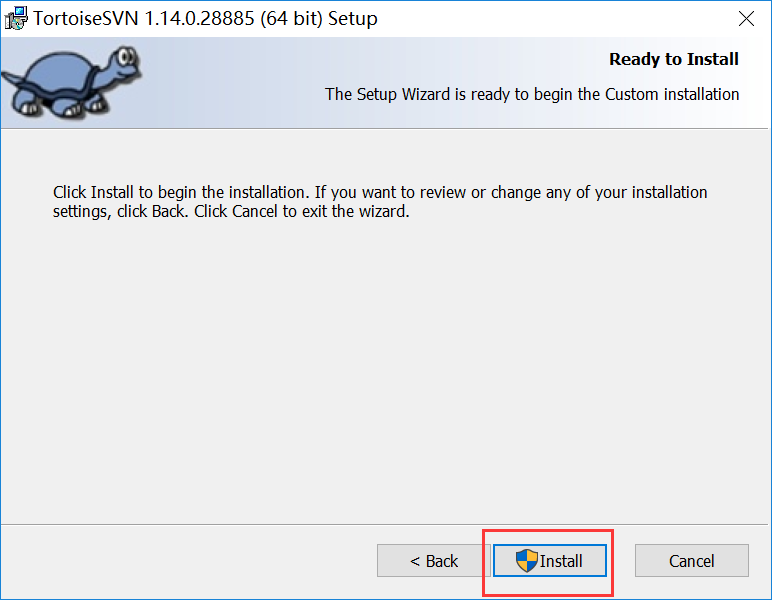 TortoiseSVN 1.14.0.28885 (64 bit) Setup
Ready to Install
The Setup Wizard is ready to begin the Custom installation
Click Install to begin the installation. If you want to review or change any of your installation
settings, click Back. Click Cancel to exit the wizard.
< Back
Install
Cancel